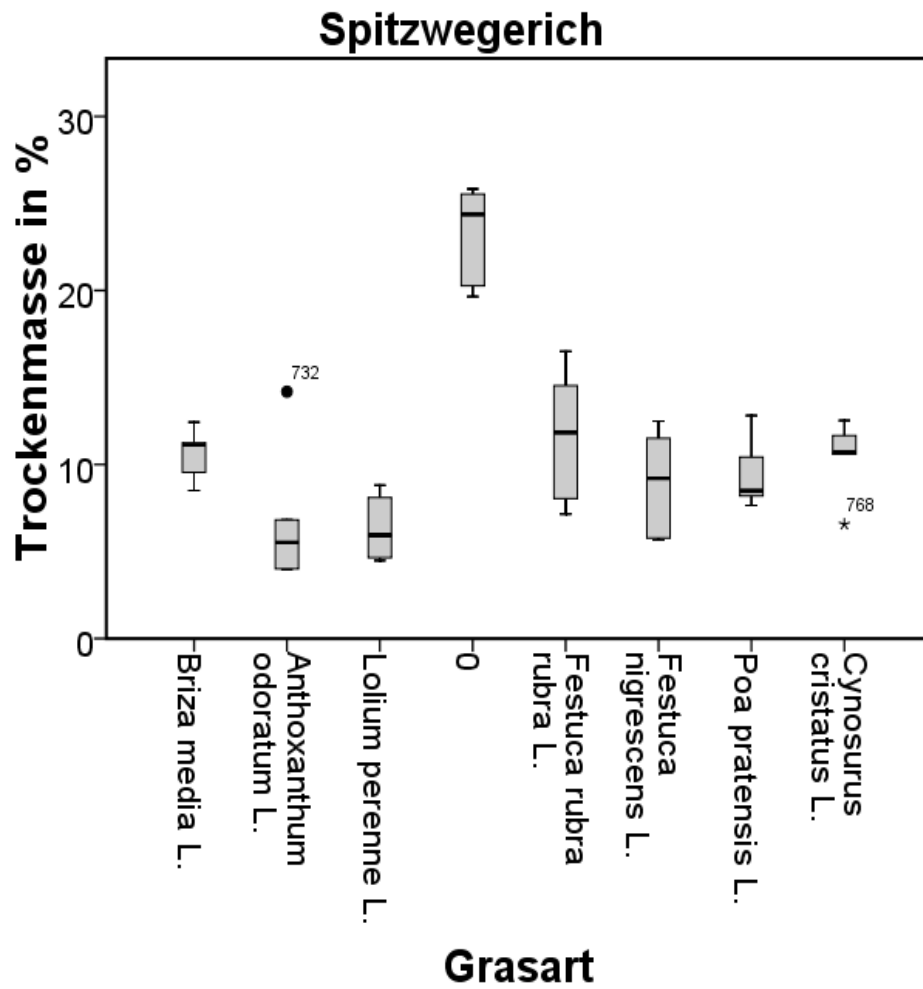 Spitzwegerich
Trockenmasse in %
30
20
10
0
732
768
*
Briza media L.
Anthoxanthum
odoratum L.
Lolium perenne L.
0
Festuca rubra
rubra L.
Festuca
nigrescens L.
Poa pratensis L.
Cynosurus
cristatus L.
Grasart